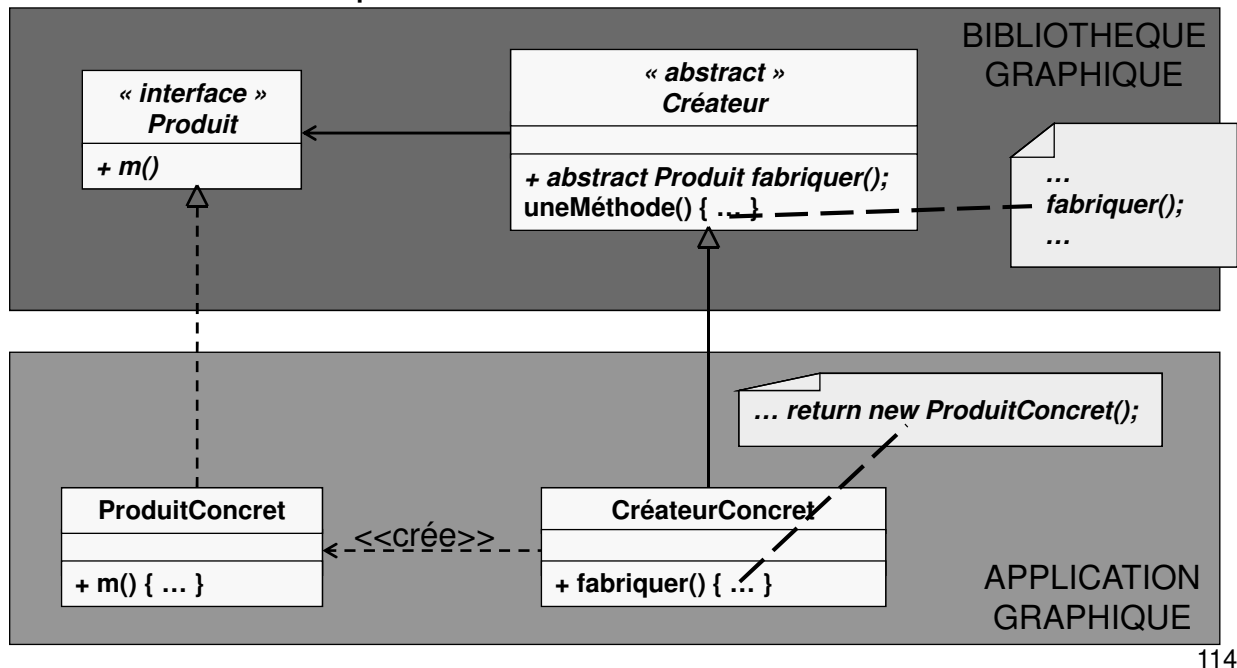 BIBLIOTHEQUE
GRAPHIQUE
« interface »
Produit
+ m()
« abstract »
Créateur
+ abstract Produit fabriquer();
uneMéthode() { … }
…
fabriquer();
…
… return new ProduitConcret();
ProduitConcret
+ m() { … }
<<crée>>
CréateurConcret
+ fabriquer() { … }
APPLICATION
GRAPHIQUE
114